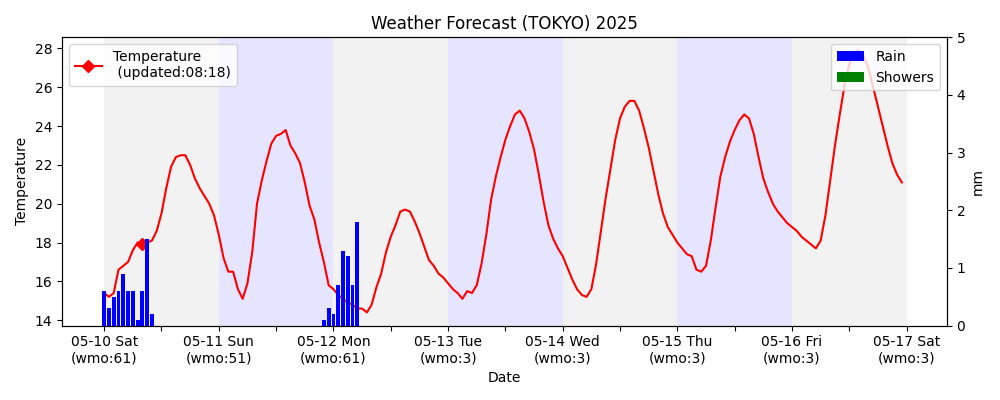 Weather Forecast (TOKYO) 2025
Temperature
(updated:08:18)
Rain
Showers
28
26
24
22
20
18
16
14
Temperature
5
4
3
2
1
0
mm
05-10 Sat
(wmo:61)
05-11 Sun
(wmo:51)
05-12 Mon
(wmo:61)
05-13 Tue
(wmo:3)
05-14 Wed
(wmo:3)
05-15 Thu
(wmo:3)
05-16 Fri
(wmo:3)
05-17 Sat
(wmo:3)
Date